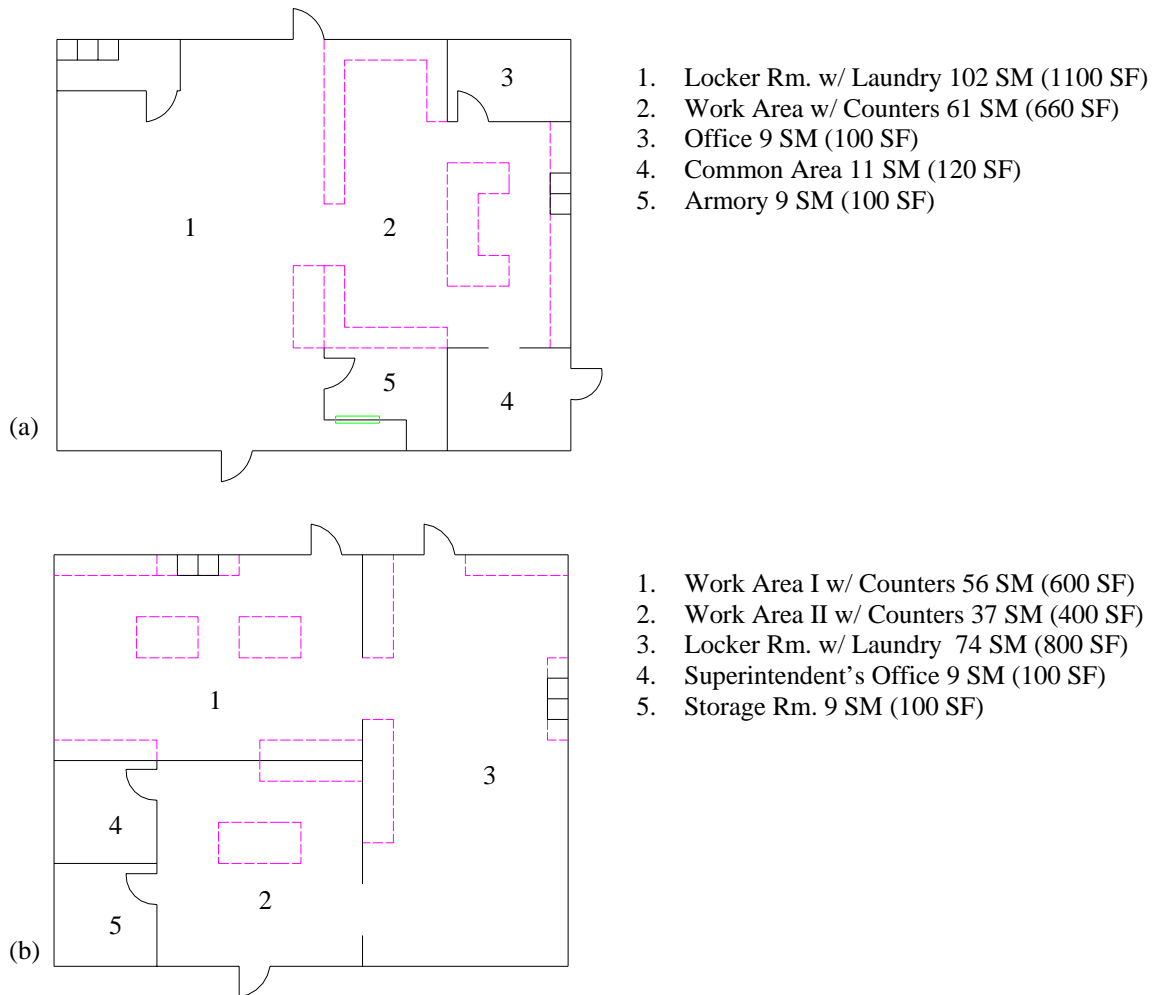 3
1
2
5
4
(a)
1. Locker Rm. w/ Laundry 102 SM (1100 SF)
2. Work Area w/ Counters 61 SM (660 SF)
3. Office 9 SM (100 SF)
4. Common Area 11 SM (120 SF)
5. Armory 9 SM (100 SF)
1
3
4
2
5
(b)
1. Work Area I w/ Counters 56 SM (600 SF)
2. Work Area II w/ Counters 37 SM (400 SF)
3. Locker Rm. w/ Laundry 74 SM (800 SF)
4. Superintendent’s Office 9 SM (100 SF)
5. Storage Rm. 9 SM (100 SF)